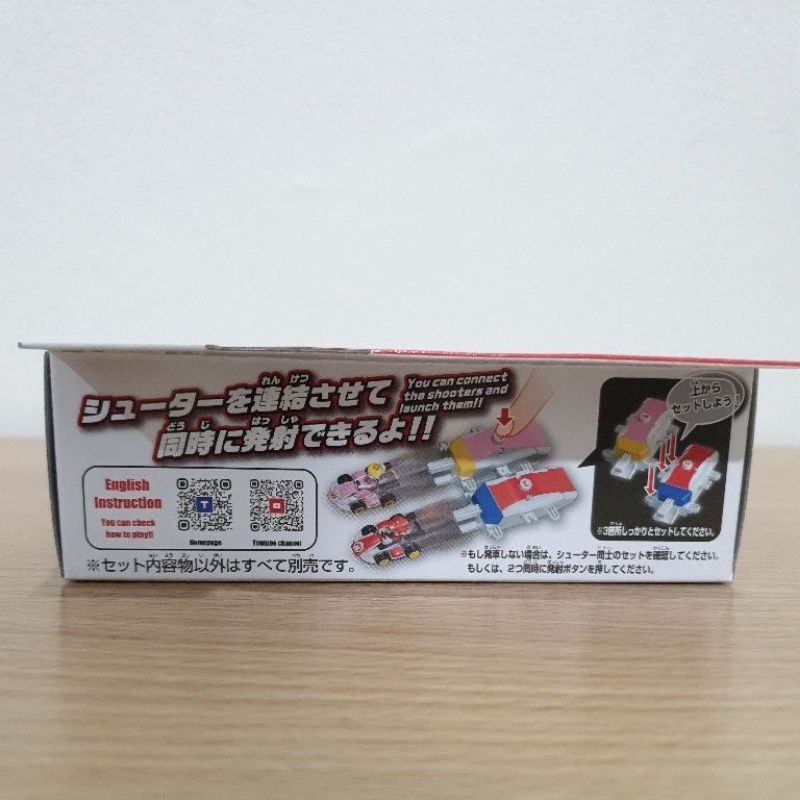 シューターを連結させて
同時に発射できるよ!!
You can connect
the shooters and
launch them!!
上から
セットしよう!
English
Instruction
You can check
how to play!!
Homepage
Youtube channel
※3箇所しっかりとセットしてください。
※もし発車しない場合は、シューター同士のセットを確認してください。
もしくは、2つ同時に発射ボタンを押してください。
※セット内容物以外はすべて別売です。